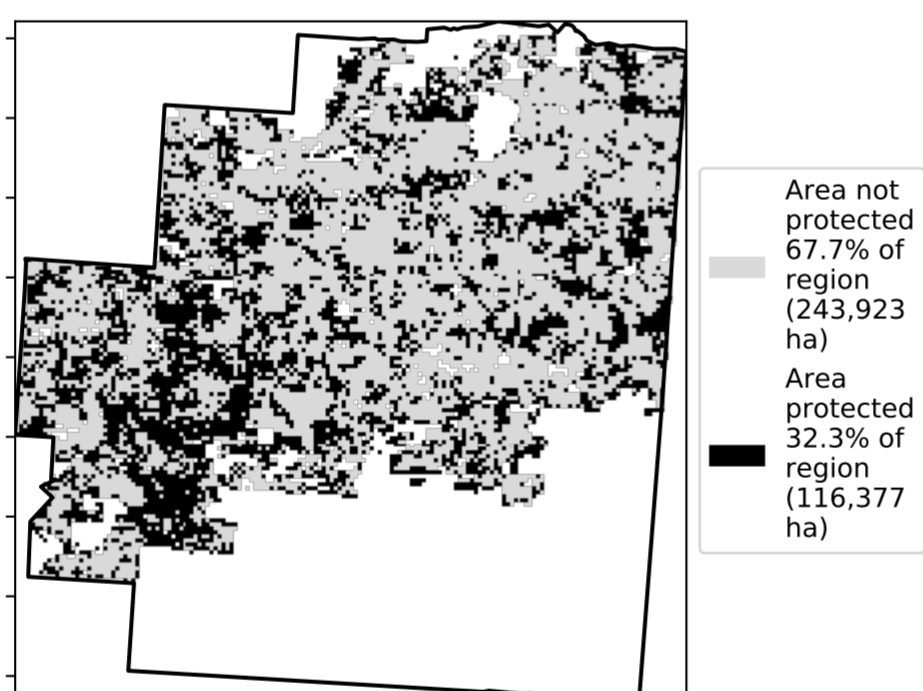 Area not
protected
67.7% of
region
(243,923
ha)
Area
protected
32.3% of
region
(116,377
ha)